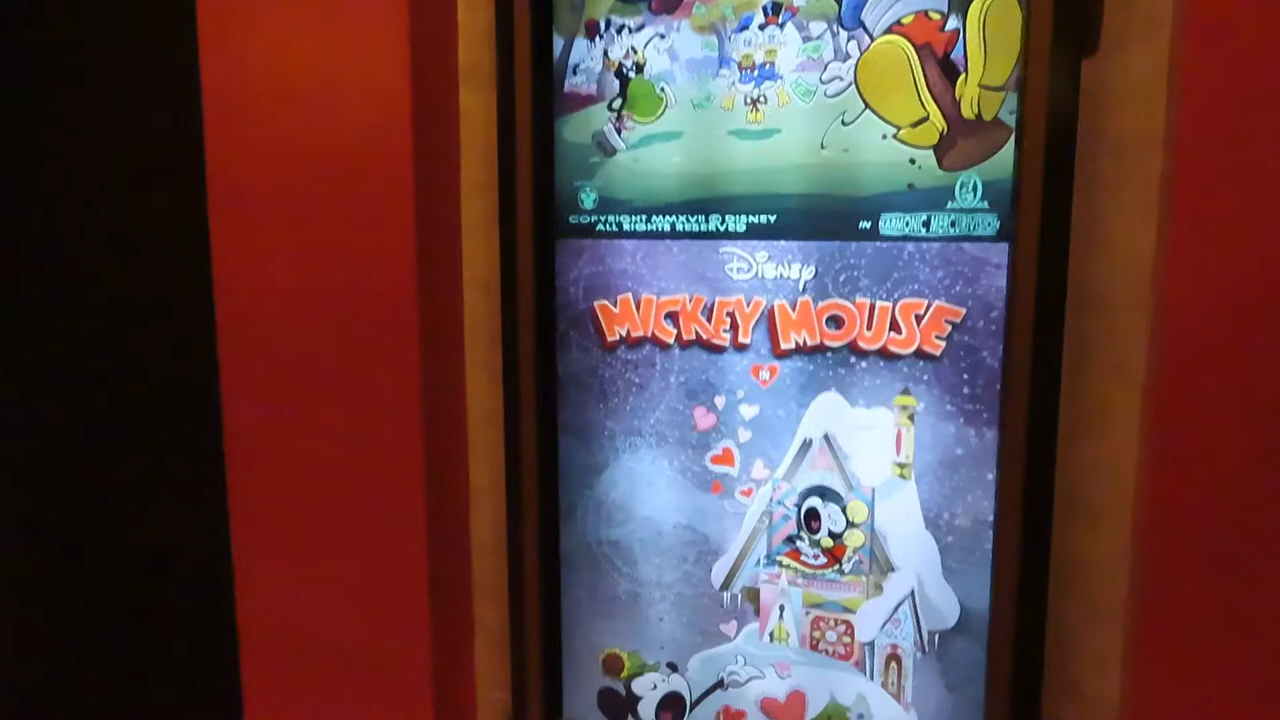 COPYRIGHT MMXVII © DISNEY
ALL RIGHTS RESERVED
IN HARMONIC MERCURIVISION
DISNEY
MICKEY MOUSE
IN